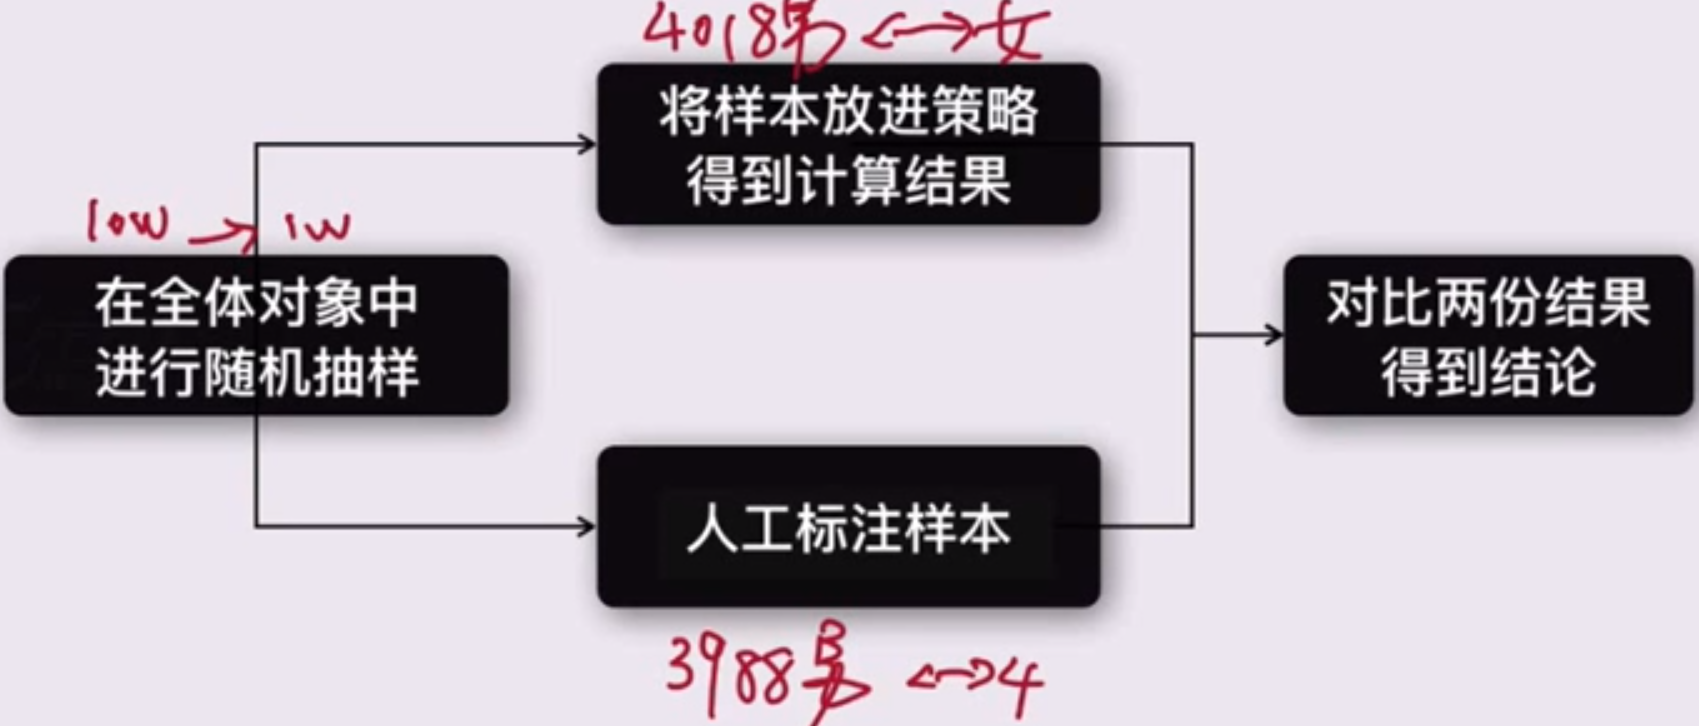 4018男 <--> 女
将样本放进策略
得到计算结果
10w → 1w
在全体对象中
进行随机抽样
对比两份结果
得到结论
人工标注样本
3988男 <-->